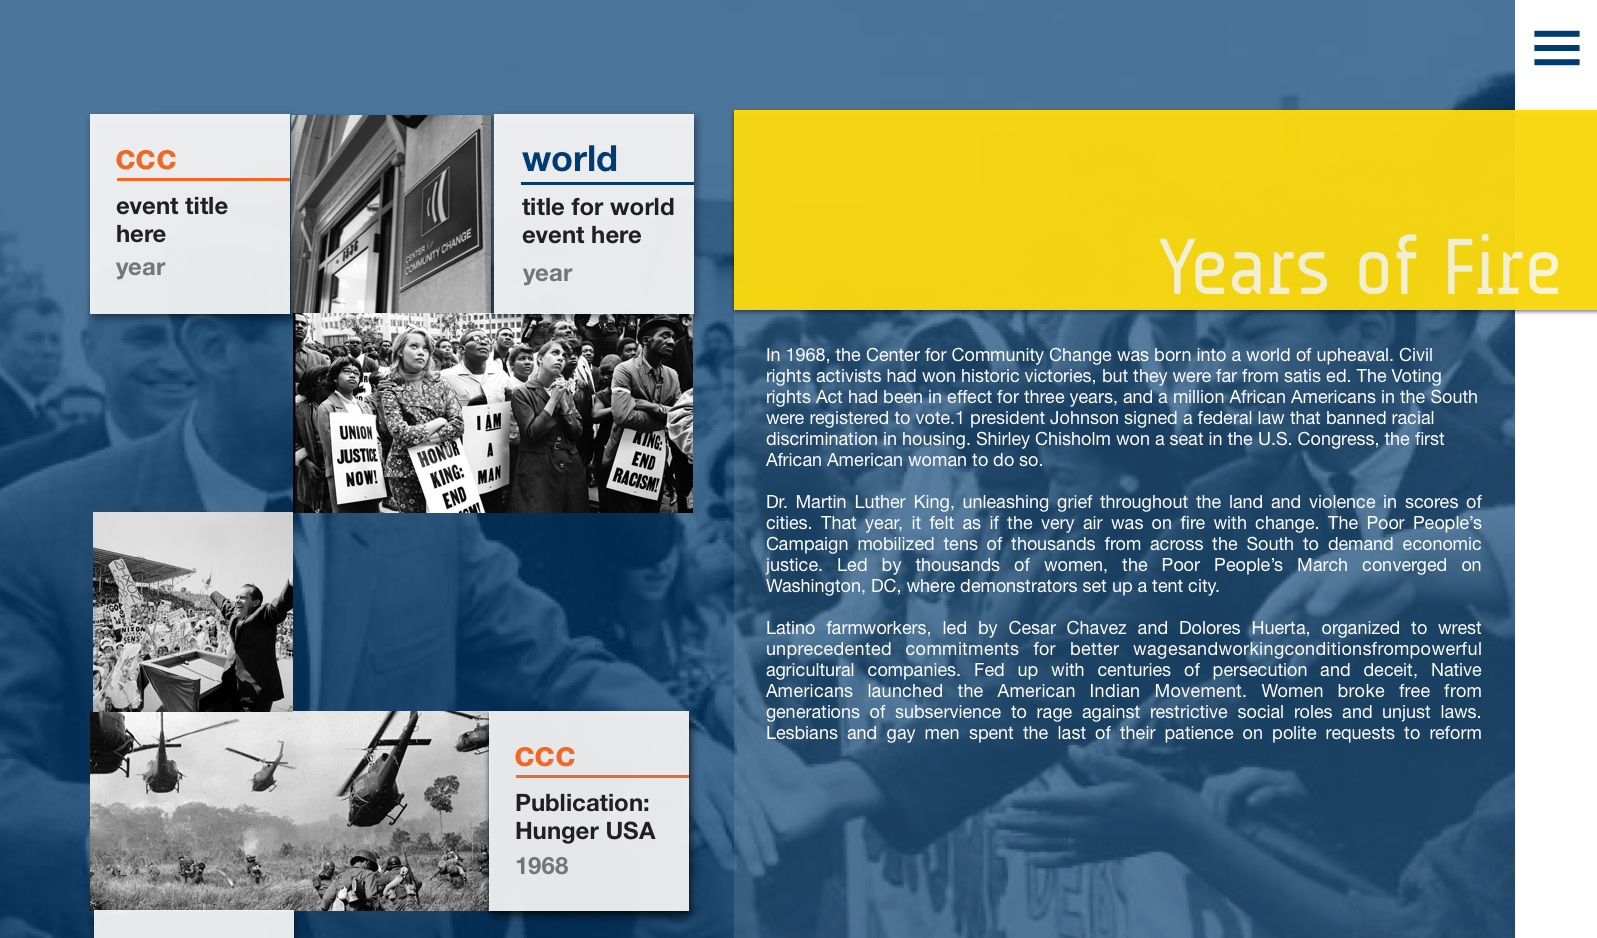 ccc
event title
here
year
1536
CENTER for
COMMUNITY CHANGE
world
title for world
event here
year
UNION
JUSTICE
NOW!
HONOR
KING:
END
I AM
A
MAN
KING:
END
RACISM!
NIXON
GOP
NIXON
ccc
Publication:
Hunger USA
1968
Years of Fire
In 1968, the Center for Community Change was born into a world of upheaval. Civil
rights activists had won historic victories, but they were far from satis ed. The Voting
rights Act had been in effect for three years, and a million African Americans in the South
were registered to vote.1 president Johnson signed a federal law that banned racial
discrimination in housing. Shirley Chisholm won a seat in the U.S. Congress, the first
African American woman to do so.
Dr. Martin Luther King, unleashing grief throughout the land and violence in scores of
cities. That year, it felt as if the very air was on fire with change. The Poor People’s
Campaign mobilized tens of thousands from across the South to demand economic
justice. Led by thousands of women, the Poor People’s March converged on
Washington, DC, where demonstrators set up a tent city.
Latino farmworkers, led by Cesar Chavez and Dolores Huerta, organized to wrest
unprecedented commitments for better wagesandworkingconditionsfrompowerful
agricultural companies. Fed up with centuries of persecution and deceit, Native
Americans launched the American Indian Movement. Women broke free from
generations of subservience to rage against restrictive social roles and unjust laws.
Lesbians and gay men spent the last of their patience on polite requests to reform